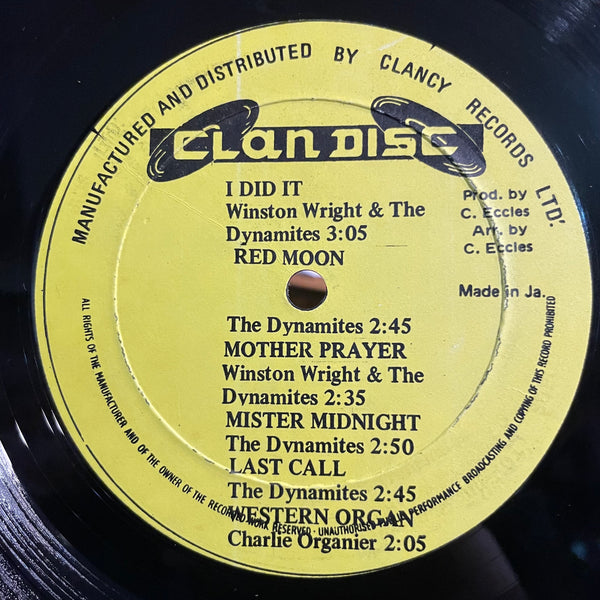 MANUFACTURED AND DISTRIBUTED BY CLANCY RECORDS LTD.
CLAN DISC
I DID IT
Winston Wright & The
Dynamites 3:05
RED MOON
Prod. by
C. Eccles
Arr. by
C. Eccles
Made in Ja.
The Dynamites 2:45
MOTHER PRAYER
Winston Wright & The
Dynamites 2:35
MISTER MIDNIGHT
The Dynamites 2:50
LAST CALL
The Dynamites 2:45
WESTERN ORGAN
Charlie Organier 2:05
ALL RIGHTS OF THE MANUFACTURER AND OF THE OWNER OF THE RECORDED WORK RESERVED - UNAUTHORISED PERFORMANCE BROADCASTING AND COPYING OF THIS RECORD PROHIBITED